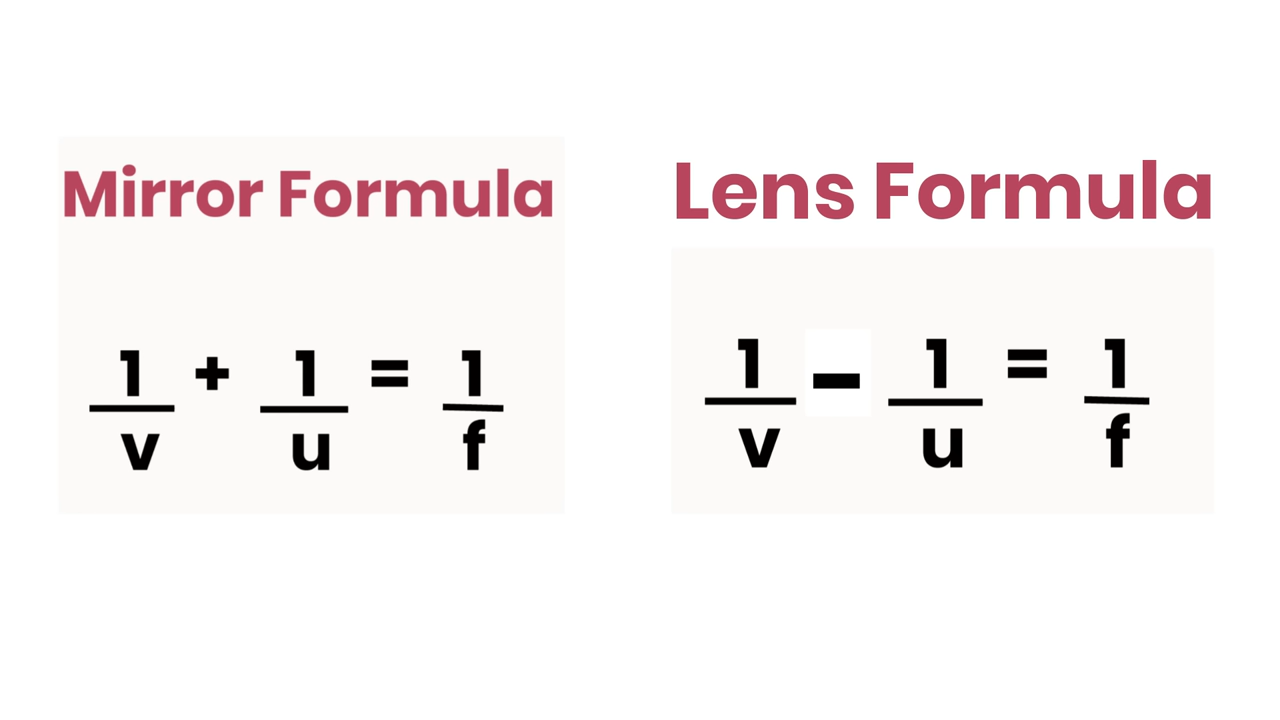 Mirror Formula
1/v + 1/u = 1/f
Lens Formula
1/v - 1/u = 1/f